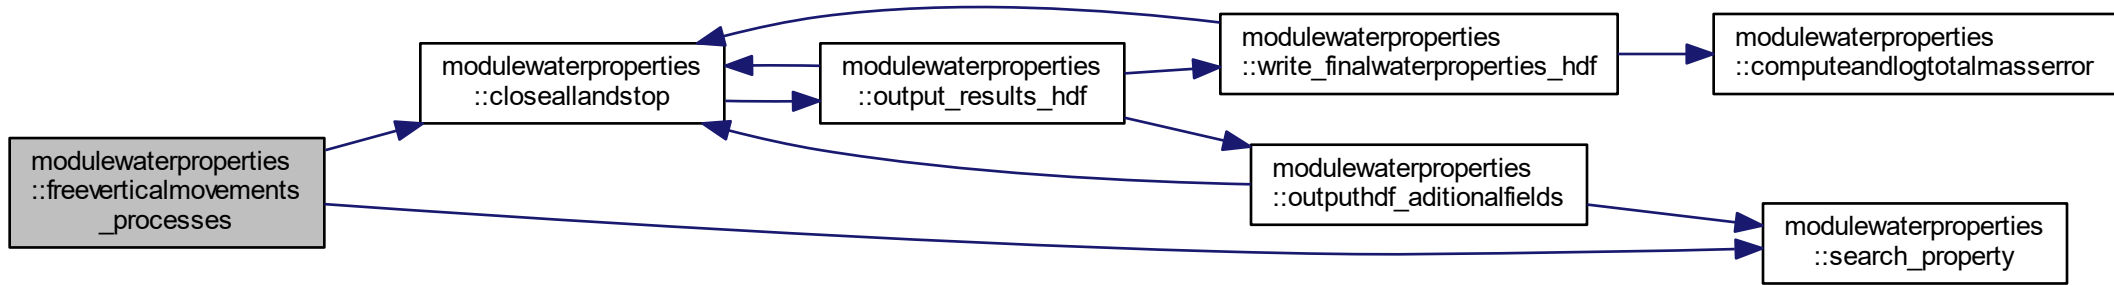 modulewaterproperties
::freeverticalmovements
_processes
modulewaterproperties
::closeallandstop
modulewaterproperties
::output_results_hdf
modulewaterproperties
::write_finalwaterproperties_hdf
modulewaterproperties
::computeandlogtotalmasserror
modulewaterproperties
::outputhdf_aditionalfields
modulewaterproperties
::search_property